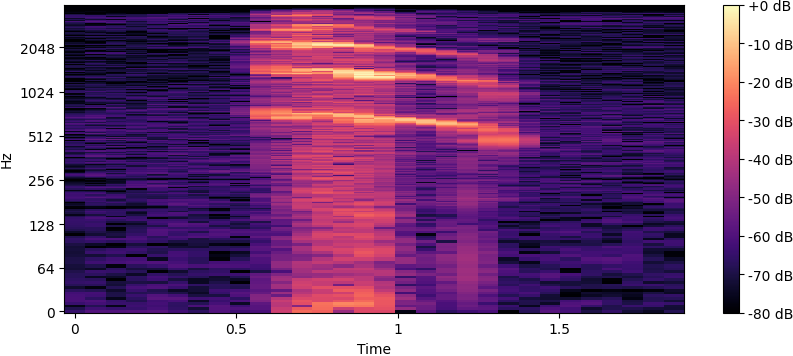 +0 dB
2048
-10 dB
1024
-20 dB
512
-30 dB
Hz
256
-40 dB
128
-50 dB
64
-60 dB
0
-70 dB
-80 dB
0
0.5
1
1.5
Time